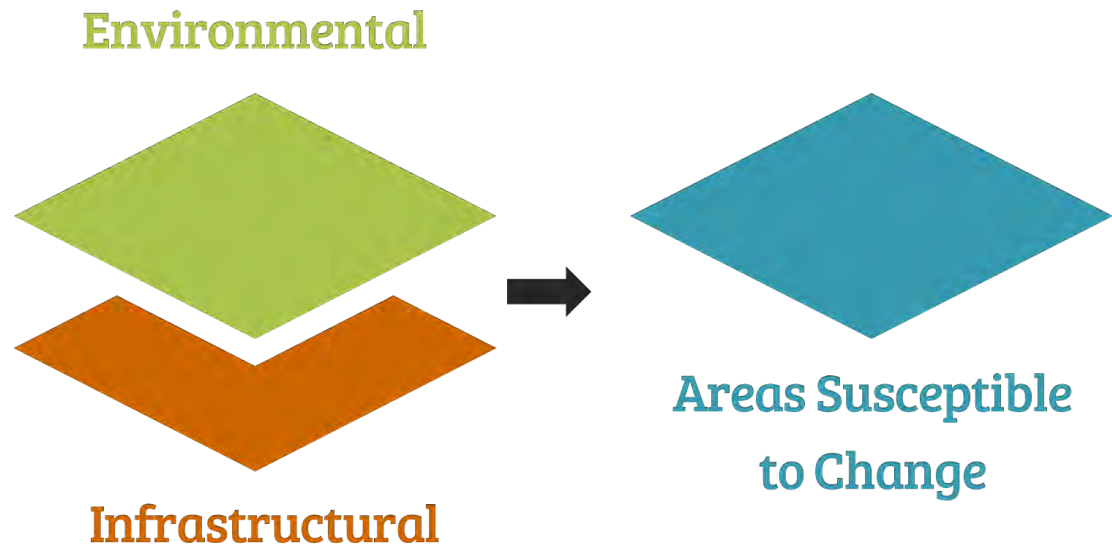 Environmental
Infrastructural
Areas Susceptible
to Change